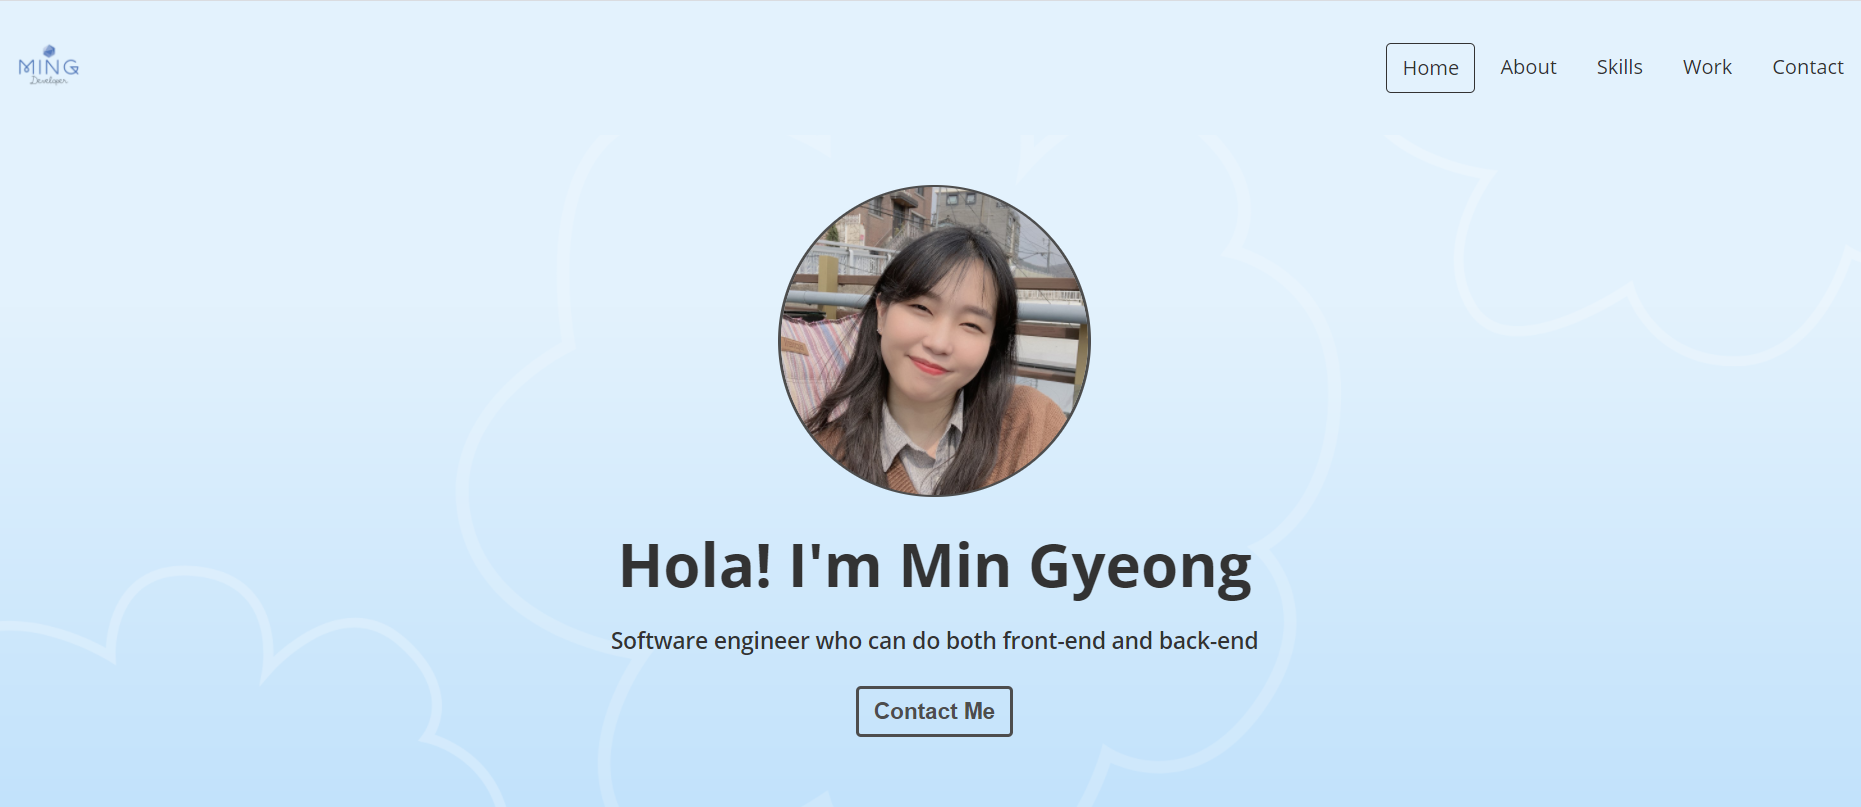 MING
Developer
Home About Skills Work Contact
Hola! I'm Min Gyeong
Software engineer who can do both front-end and back-end
Contact Me